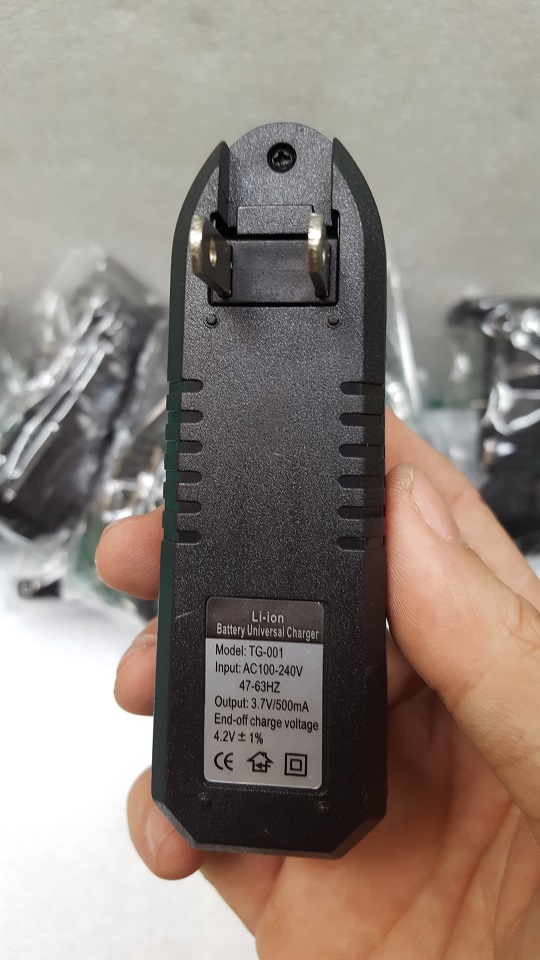 Li-ion
Battery Universal Charger
Model: TG-001
Input: AC100-240V
47-63HZ
Output: 3.7V/500mA
End-off charge voltage
4.2V ± 1%
CE